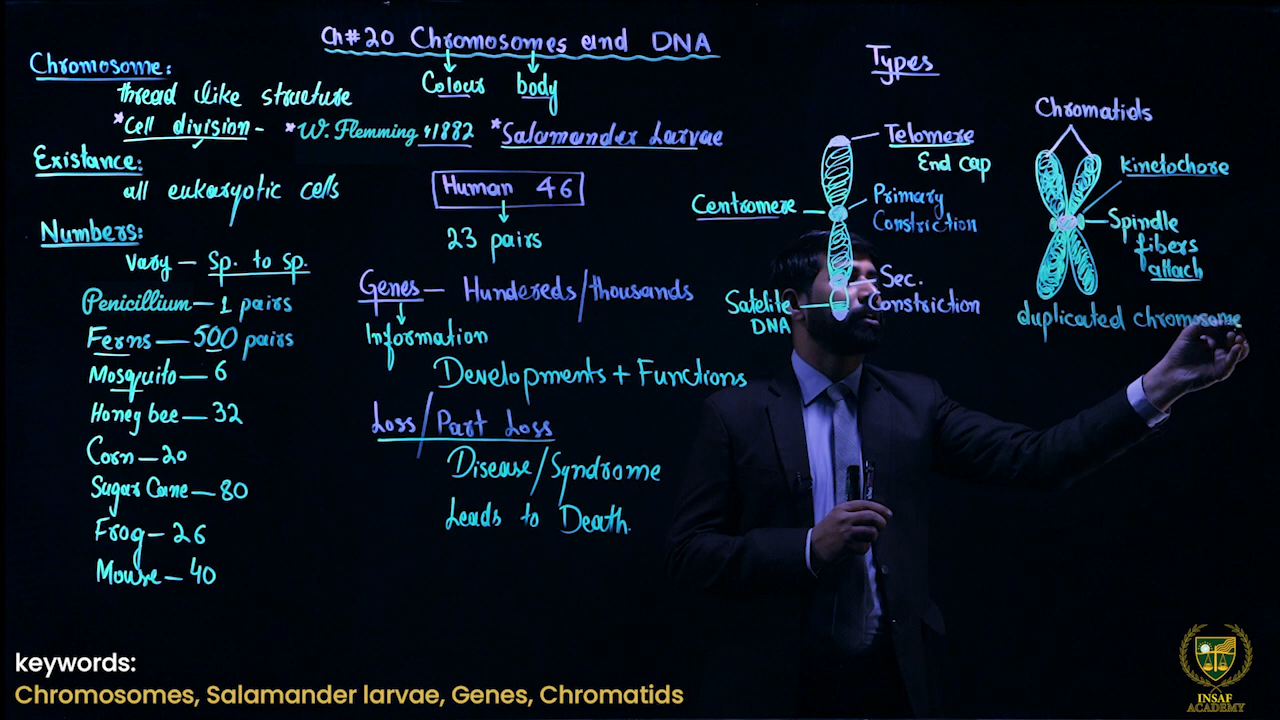 Ch#20 Chromosomes and DNA
Colour body
Chromosome:
thread like structure
*Cell division - *W. Flemming 1882 *Salamander Larvae
Existance:
all eukaryotic cells
Numbers:
Vary — Sp. to sp.
Penicillium — 1 pairs
Ferns — 500 pairs
Mosquito — 6
Honey bee — 32
Corn — 20
Sugar Cane — 80
Frog — 26
Mouse — 40
Human 46
23 pairs
Genes — Hundereds/thousands
Information
Developments + Functions
Loss/Part Loss
Disease/Syndrome
Leads to Death.
Types
Telomere
End cap
Centromere
Primary
Constriction
Sec.
Constriction
Satelite
DNA
Chromatids
kinetochore
Spindle
fibers
attach
duplicated chromosome
keywords:
Chromosomes, Salamander larvae, Genes, Chromatids
INSAF
ACADEMY